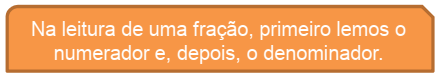 Na leitura de uma fração, primeiro lemos o
numerador e, depois, o denominador.